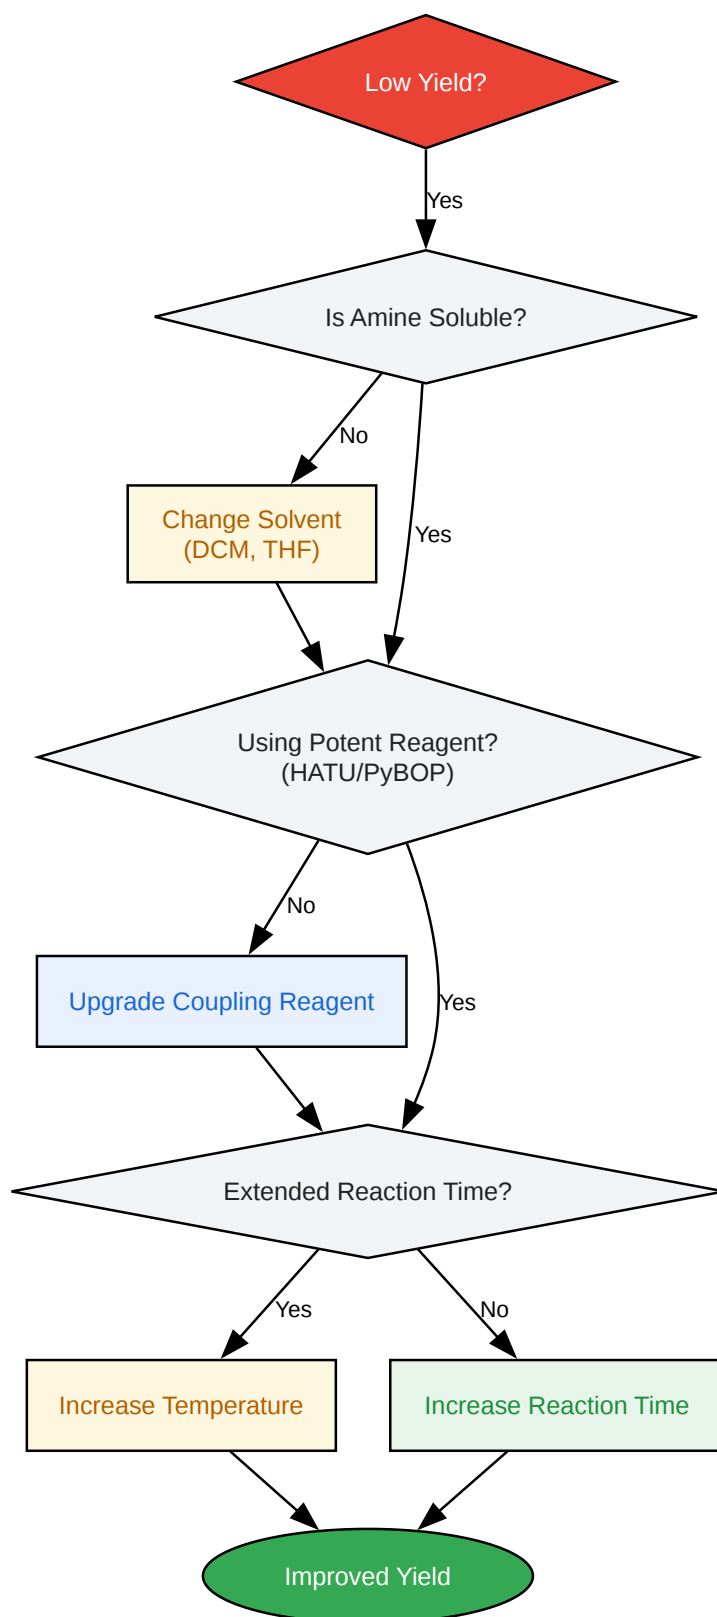 Low Yield?
Yes
Is Amine Soluble?
No
Change Solvent
(DCM, THF)
Yes
Using Potent Reagent?
(HATU/PyBOP)
No
Upgrade Coupling Reagent
Yes
Extended Reaction Time?
Yes
No
Increase Temperature
Increase Reaction Time
Improved Yield